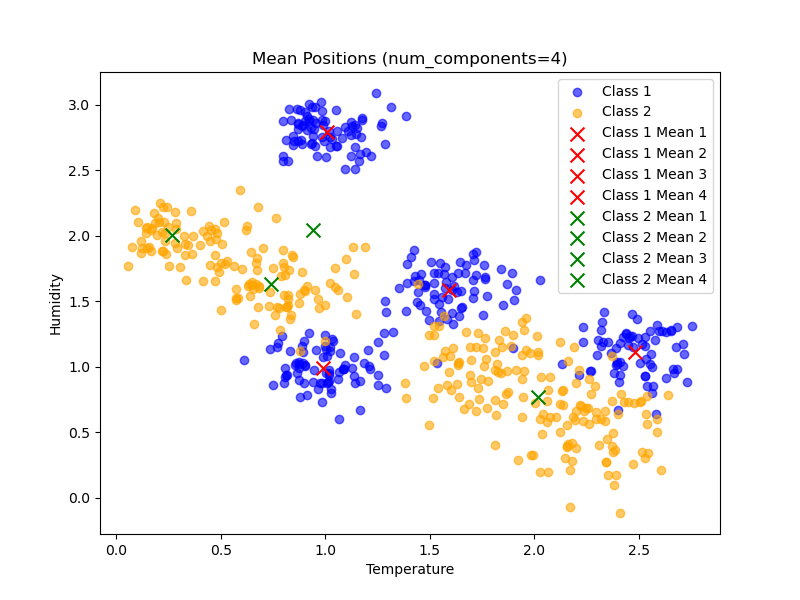 Mean Positions (num_components=4)
Class 1
Class 2
Class 1 Mean 1
Class 1 Mean 2
Class 1 Mean 3
Class 1 Mean 4
Class 2 Mean 1
Class 2 Mean 2
Class 2 Mean 3
Class 2 Mean 4
Humidity
3.0
2.5
2.0
1.5
1.0
0.5
0.0
0.0 0.5 1.0 1.5 2.0 2.5
Temperature